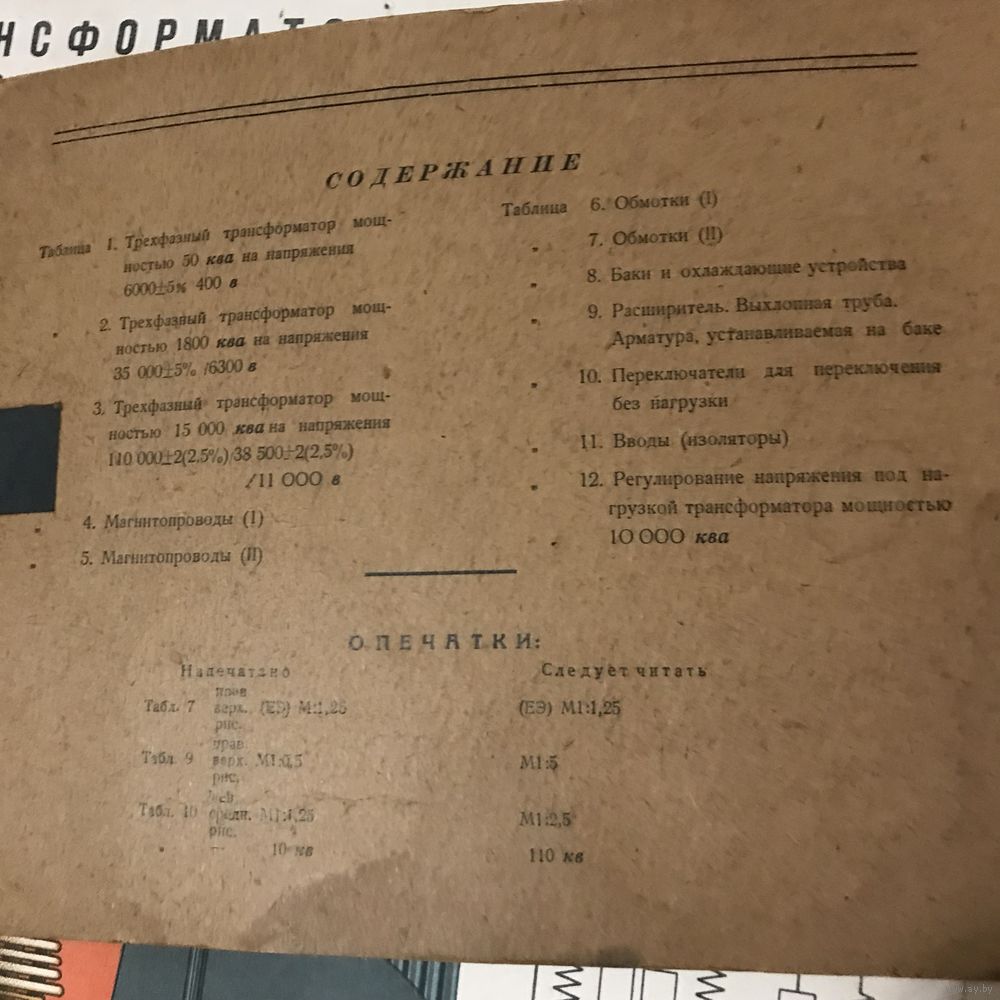 НСФОРМАТО
СОДЕРЖАНИЕ
Таблица 1. Трехфазный трансформатор мощ-
ностью 50 ква на напряжения
6000±5% 400 в
„ 2. Трехфазный трансформатор мощ-
ностью 1800 ква на напряжения
35 000±5% /6300 в
3. Трехфазный трансформатор мощ-
ностью 15 000 ква на напряжения
110 000±2(2,5%)/38 500±2(2,5%)
/11 000 в
„ 4. Магнитопроводы (I)
„ 5. Магнитопроводы (II)
Таблица 6. Обмотки (I)
„ 7. Обмотки (II)
„ 8. Баки и охлаждающие устройства
„ 9. Расширитель. Выхлопная труба.
Арматура, устанавливаемая на баке
„ 10. Переключатели для переключения
без нагрузки
„ 11. Вводы (изоляторы)
„ 12. Регулирование напряжения под на-
грузкой трансформатора мощностью
10 000 ква
ОПЕЧАТКИ:
Напечатано Следует читать
прав
Табл. 7 верх. М1:1,25 (ЕЭ) М1:1,25
рис.
прав.
Табл. 9 верх. М1:0,5 М1:5
рис.
лев
Табл. 10 средн. М1:1,25 М1:2,5
рис.
„ — 10 кв 110 кв
www.ay.by